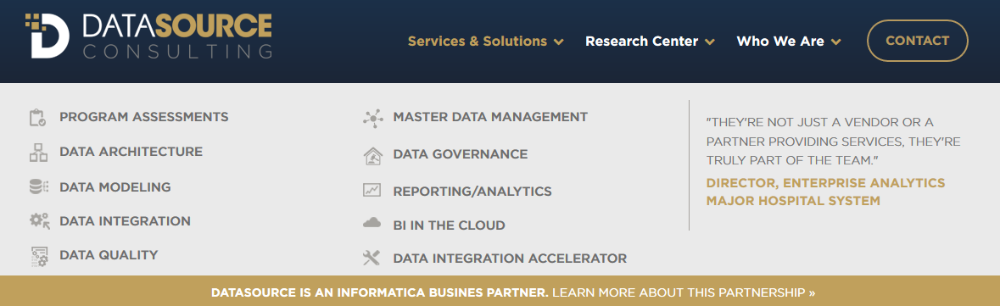 DATASOURCE
CONSULTING
Services & Solutions
Research Center
Who We Are
CONTACT
PROGRAM ASSESSMENTS
DATA ARCHITECTURE
DATA MODELING
DATA INTEGRATION
DATA QUALITY
MASTER DATA MANAGEMENT
DATA GOVERNANCE
REPORTING/ANALYTICS
BI IN THE CLOUD
DATA INTEGRATION ACCELERATOR
"THEY'RE NOT JUST A VENDOR OR A
PARTNER PROVIDING SERVICES, THEY'RE
TRULY PART OF THE TEAM."
DIRECTOR, ENTERPRISE ANALYTICS
MAJOR HOSPITAL SYSTEM
DATASOURCE IS AN INFORMATICA BUSINES PARTNER. LEARN MORE ABOUT THIS PARTNERSHIP »